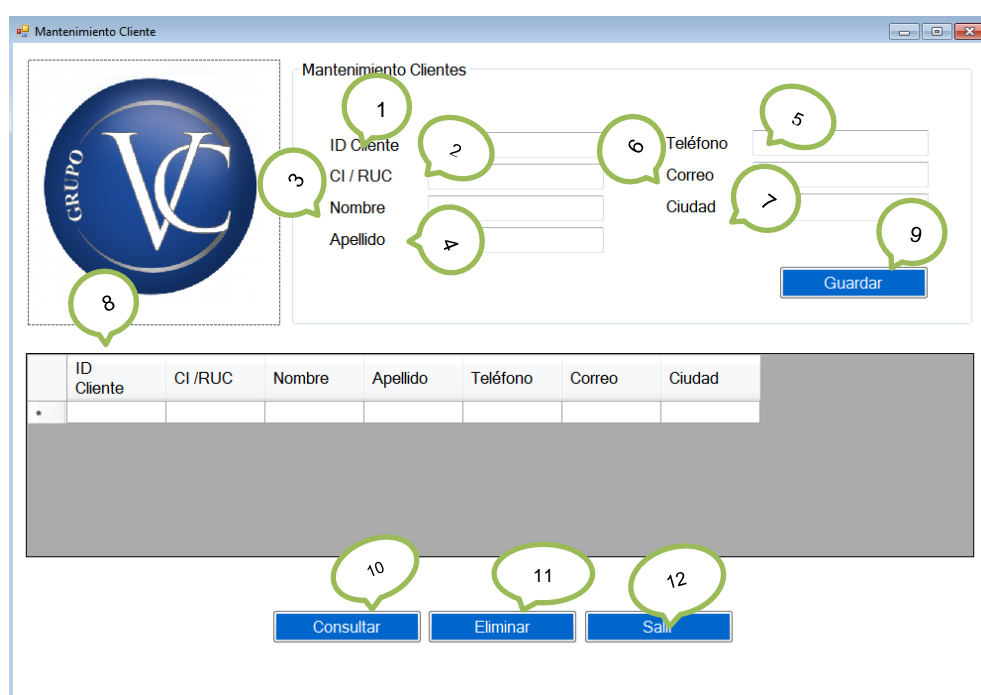 Mantenimiento Cliente
GRUPO
VC
Mantenimiento Clientes
1
ID Cliente
2
3
CI / RUC
Nombre
Apellido
4
5
6
Teléfono
Correo
Ciudad
7
9
Guardar
8
ID Cliente
CI /RUC
Nombre
Apellido
Teléfono
Correo
Ciudad
*
10
11
12
Consultar
Eliminar
Salir